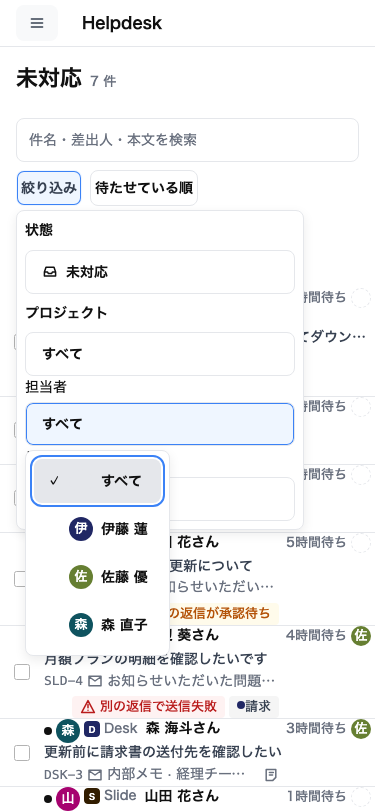 Helpdesk
未対応 7 件
件名・差出人・本文を検索
絞り込み
待たせている順
状態
未対応
時間待ち
プロジェクト
てダウン…
すべて
担当者
時間待ち
すべて
時間待ち
✓ すべて
伊 伊藤 蓮
花さん 5時間待ち
更新について
佐 佐藤 優
知らせいただい…
の返信が承認待ち
森 森 直子
葵さん 4時間待ち 佐
月額プランの明細を確認したいです
SLD-4 お知らせいただいた問題…
別の返信で送信失敗 請求
森 D Desk 森 海斗さん 3時間待ち 佐
更新前に請求書の送付先を確認したい
DSK-3 内部メモ · 経理チー…
山 S Slide 山田 花さん 1時間待ち